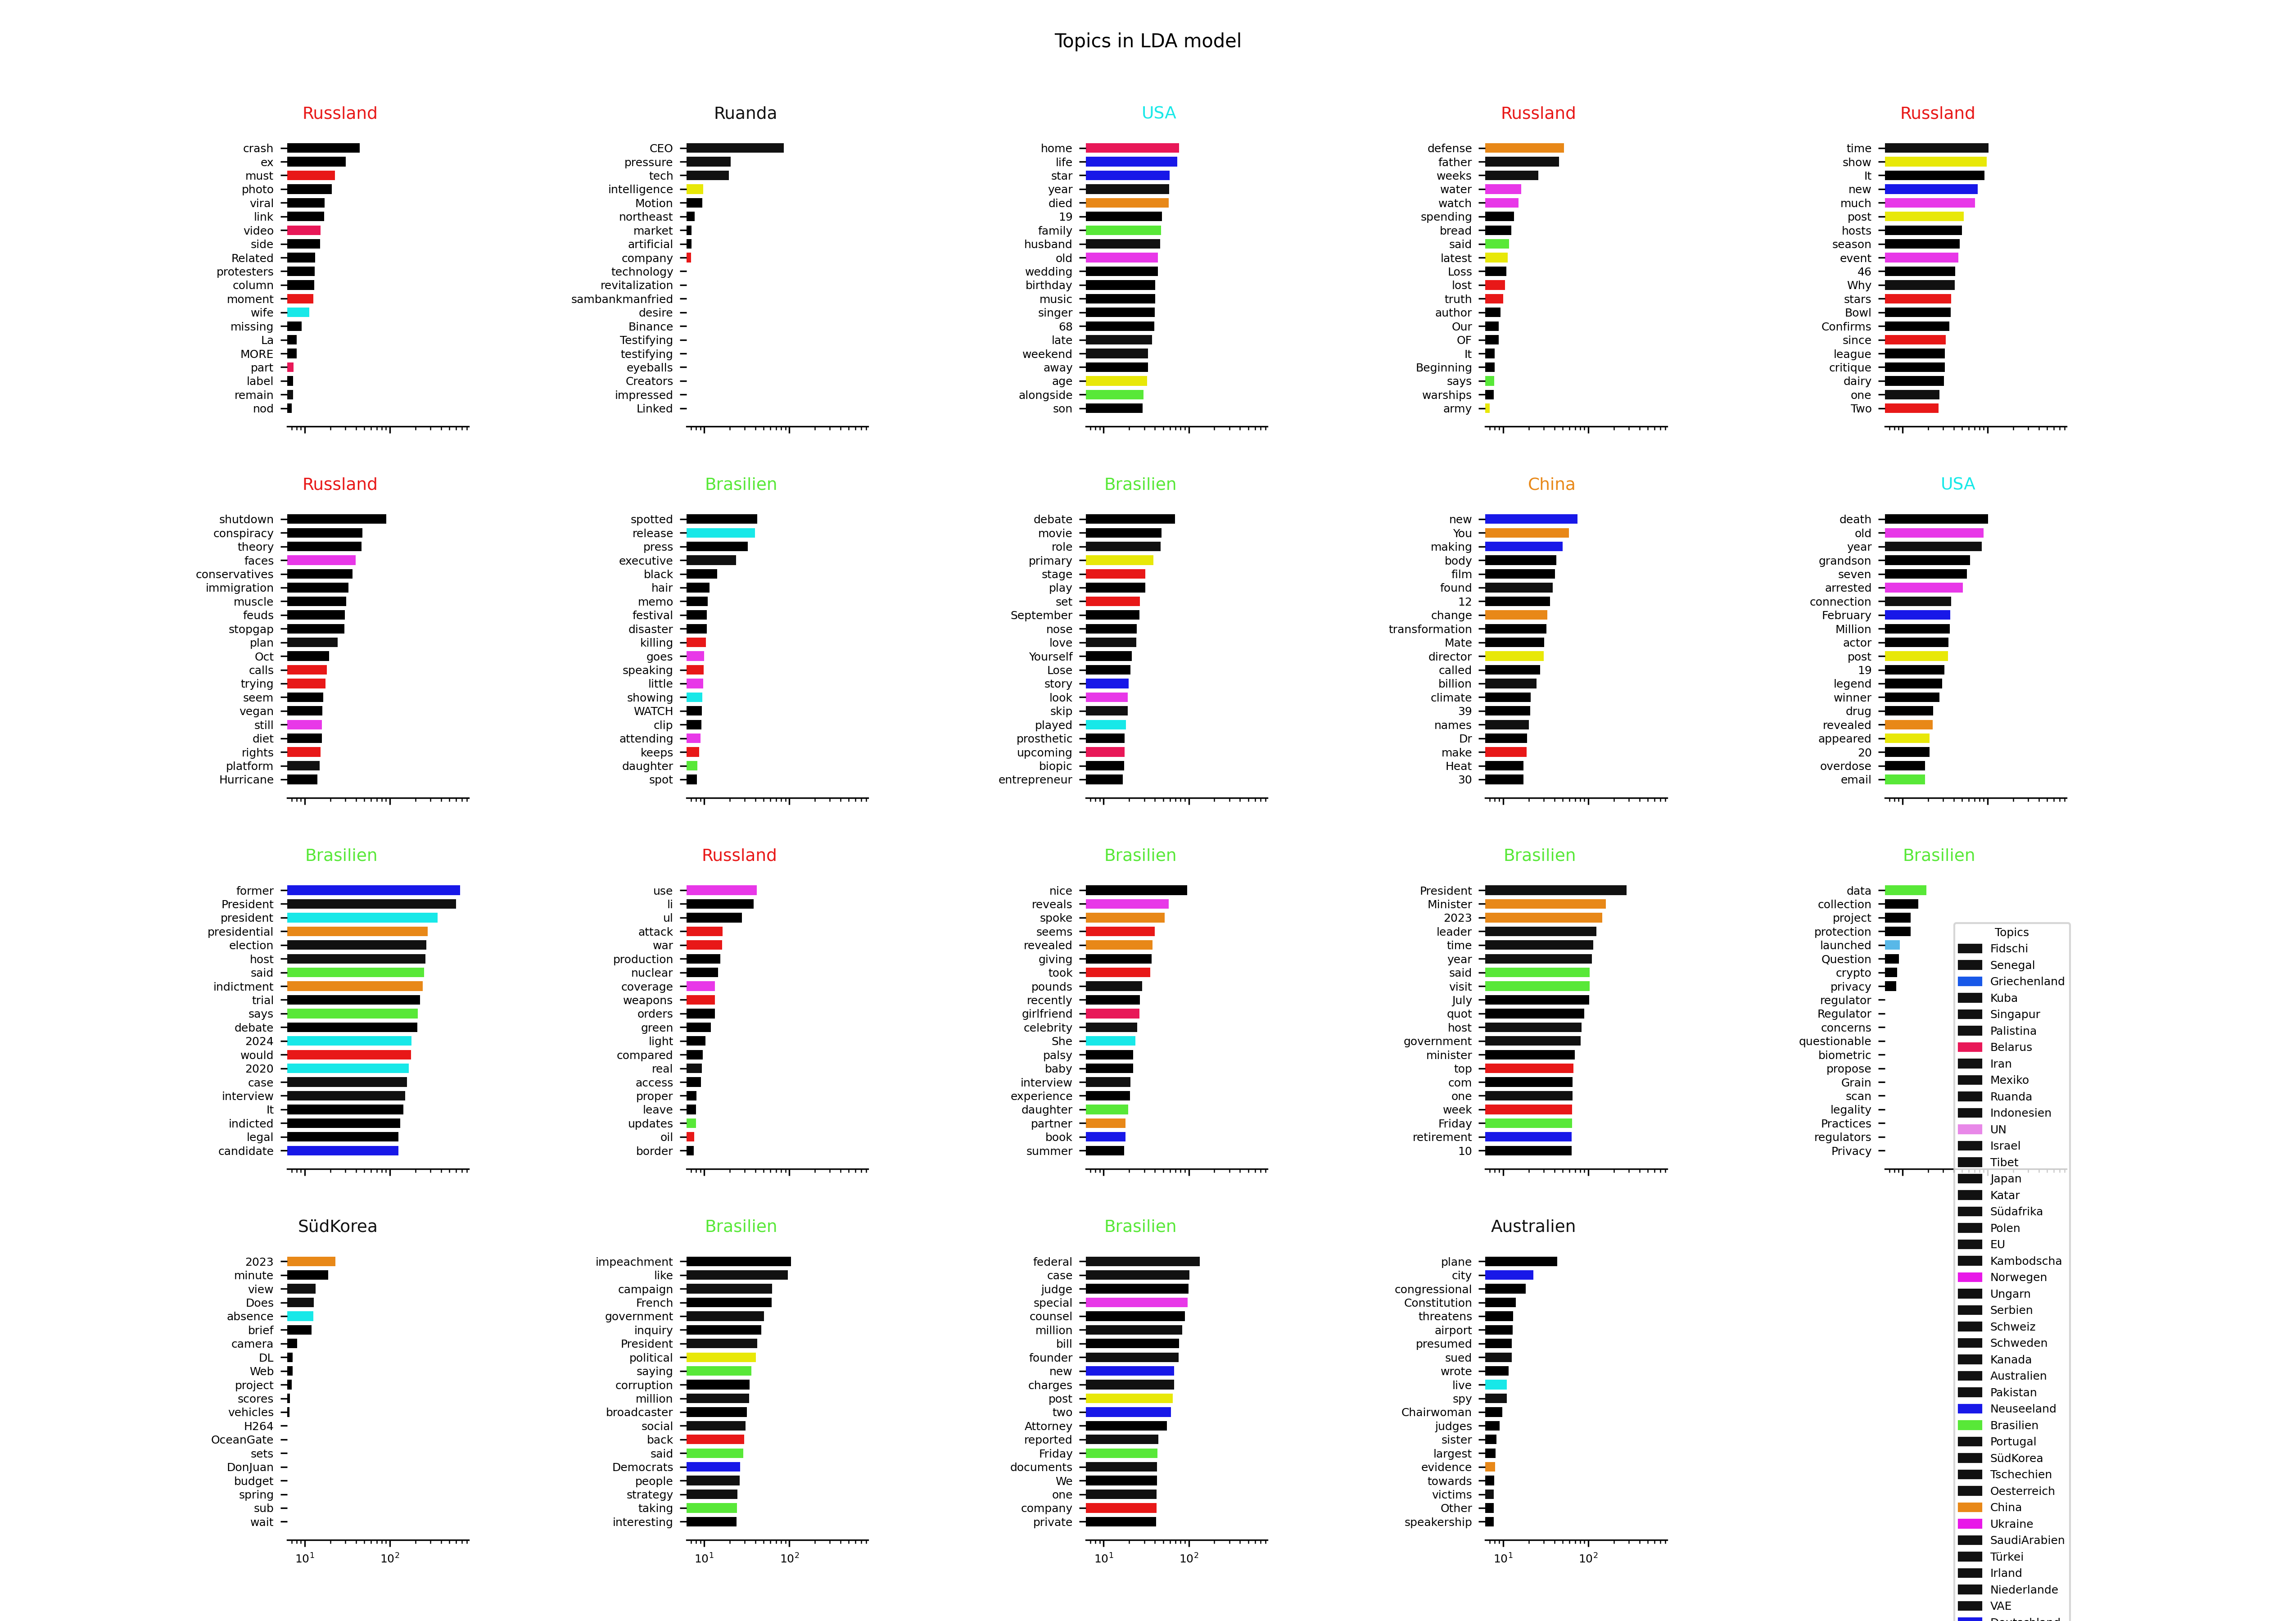 Topics in LDA model
Russland
crash
ex
must
photo
viral
link
video
side
Related
protesters
column
moment
wife
missing
La
MORE
part
label
remain
nod
Ruanda
CEO
pressure
tech
intelligence
Motion
northeast
market
artificial
company
technology
revitalization
sambankmanfried
desire
Binance
Testifying
testifying
eyeballs
Creators
impressed
Linked
USA
home
life
star
year
died
19
family
husband
old
wedding
birthday
music
singer
68
late
weekend
away
age
alongside
son
Russland
defense
father
weeks
water
watch
spending
bread
said
latest
Loss
lost
truth
author
Our
OF
It
Beginning
says
warships
army
Russland
time
show
It
new
much
post
hosts
season
event
46
Why
stars
Bowl
Confirms
since
league
critique
dairy
one
Two
Russland
shutdown
conspiracy
theory
faces
conservatives
immigration
muscle
feuds
stopgap
plan
Oct
calls
trying
seem
vegan
still
diet
rights
platform
Hurricane
Brasilien
spotted
release
press
executive
black
hair
memo
festival
disaster
killing
goes
speaking
little
showing
WATCH
clip
attending
keeps
daughter
spot
Brasilien
debate
movie
role
primary
stage
play
set
September
nose
love
Yourself
Lose
story
look
skip
played
prosthetic
upcoming
biopic
entrepreneur
China
new
You
making
body
film
found
12
change
transformation
Mate
director
called
billion
climate
39
names
Dr
make
Heat
30
USA
death
old
year
grandson
seven
arrested
connection
February
Million
actor
post
19
legend
winner
drug
revealed
appeared
20
overdose
email
Brasilien
former
President
president
presidential
election
host
said
indictment
trial
says
debate
2024
would
2020
case
interview
It
indicted
legal
candidate
Russland
use
li
ul
attack
war
production
nuclear
coverage
weapons
orders
green
light
compared
real
access
proper
leave
updates
oil
border
Brasilien
nice
reveals
spoke
seems
revealed
giving
took
pounds
recently
girlfriend
celebrity
She
palsy
baby
interview
experience
daughter
partner
book
summer
Brasilien
President
Minister
2023
leader
time
year
said
visit
July
quot
host
government
minister
top
com
one
week
Friday
retirement
10
Brasilien
data
collection
project
protection
launched
Question
crypto
privacy
regulator
Regulator
concerns
questionable
biometric
propose
Grain
scan
legality
Practices
regulators
Privacy
SüdKorea
2023
minute
view
Does
absence
brief
camera
DL
Web
project
scores
vehicles
H264
OceanGate
sets
DonJuan
budget
spring
sub
wait
10¹ 10²
Brasilien
impeachment
like
campaign
French
government
inquiry
President
political
saying
corruption
million
broadcaster
social
back
said
Democrats
people
strategy
taking
interesting
10¹ 10²
Brasilien
federal
case
judge
special
counsel
million
bill
founder
new
charges
post
two
Attorney
reported
Friday
documents
We
one
company
private
10¹ 10²
Australien
plane
city
congressional
Constitution
threatens
airport
presumed
sued
wrote
live
spy
Chairwoman
judges
sister
largest
evidence
towards
victims
Other
speakership
10¹ 10²
Topics
Fidschi
Senegal
Griechenland
Kuba
Singapur
Palistina
Belarus
Iran
Mexiko
Ruanda
Indonesien
UN
Israel
Tibet
Japan
Katar
Südafrika
Polen
EU
Kambodscha
Norwegen
Ungarn
Serbien
Schweiz
Schweden
Kanada
Australien
Pakistan
Neuseeland
Brasilien
Portugal
SüdKorea
Tschechien
Oesterreich
China
Ukraine
SaudiArabien
Türkei
Irland
Niederlande
VAE